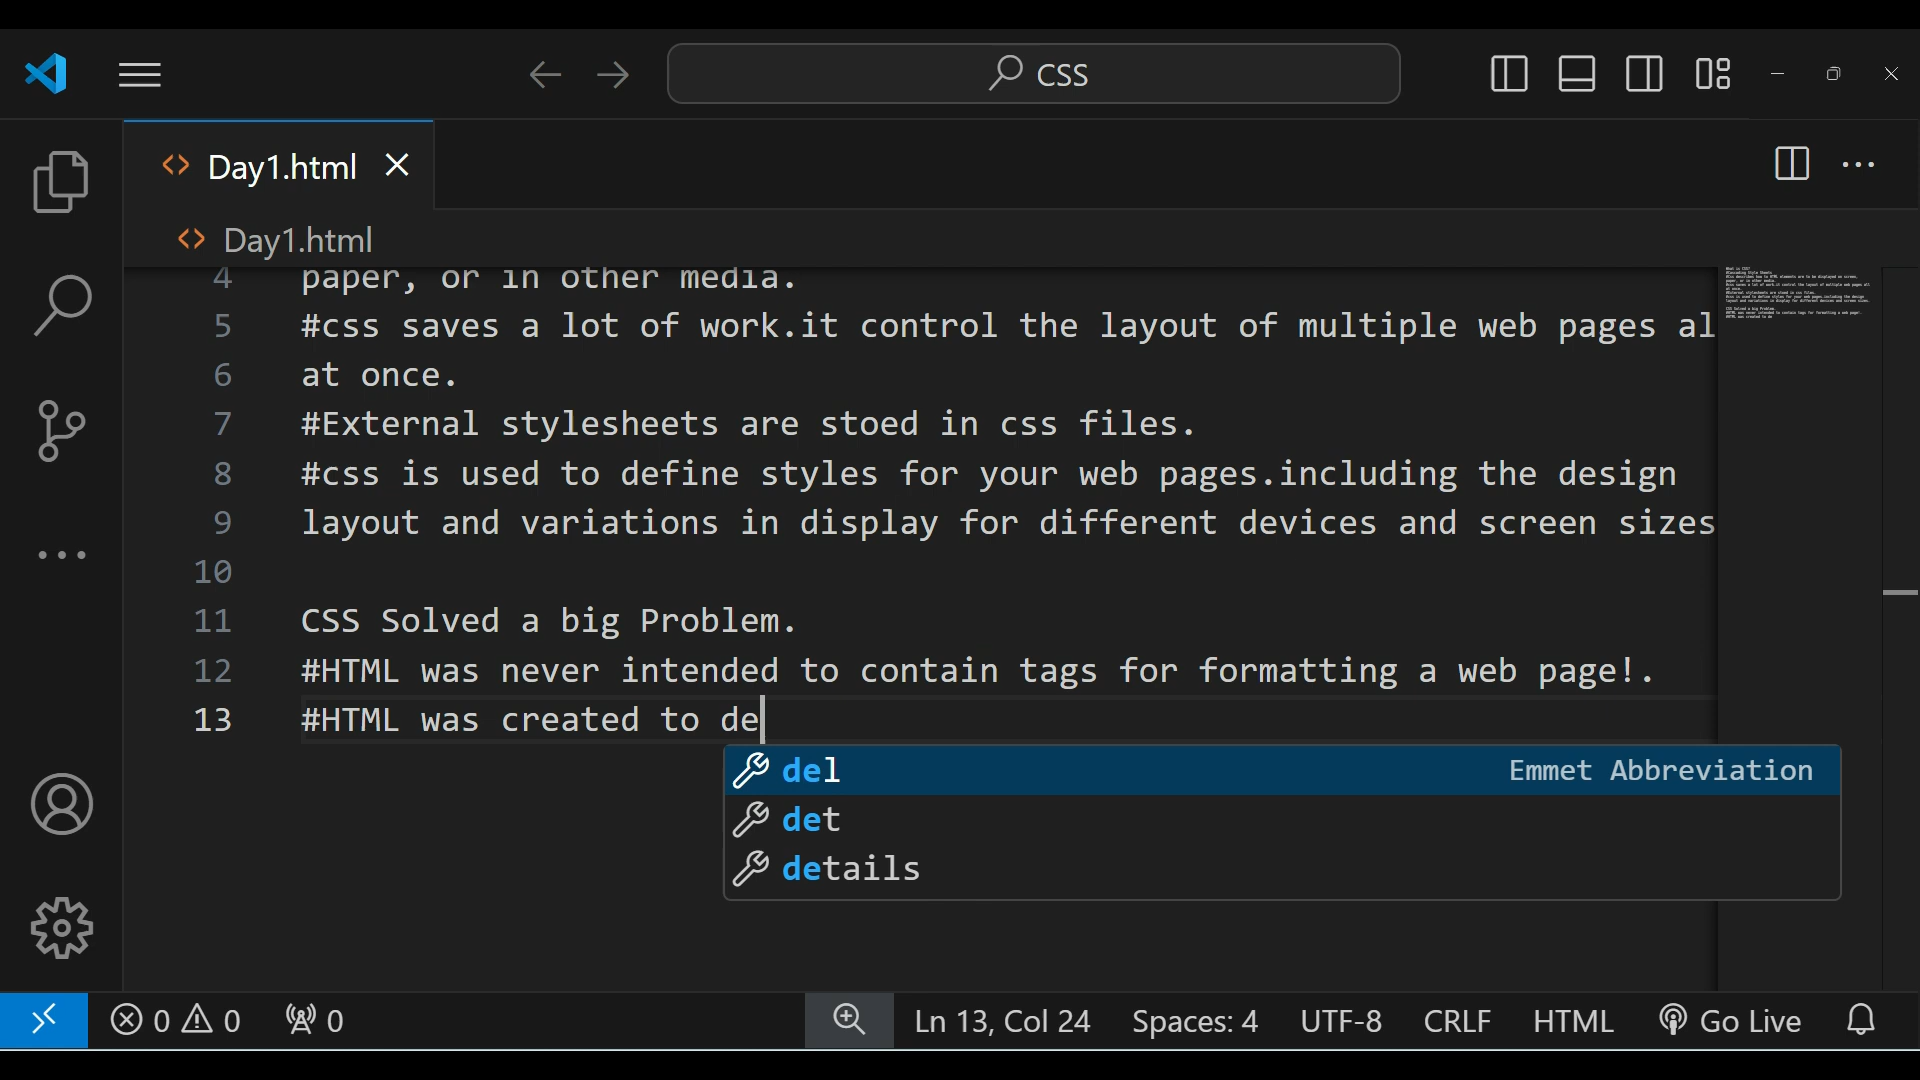 CSS
Day1.html
Day1.html
4 paper, or in other media.
5 #css saves a lot of work.it control the layout of multiple web pages al
6 at once.
7 #External stylesheets are stoed in css files.
8 #css is used to define styles for your web pages.including the design
9 layout and variations in display for different devices and screen sizes
10
11 CSS Solved a big Problem.
12 #HTML was never intended to contain tags for formatting a web page!.
13 #HTML was created to de
del Emmet Abbreviation
det
details
0 0 0 Ln 13, Col 24 Spaces: 4 UTF-8 CRLF HTML Go Live